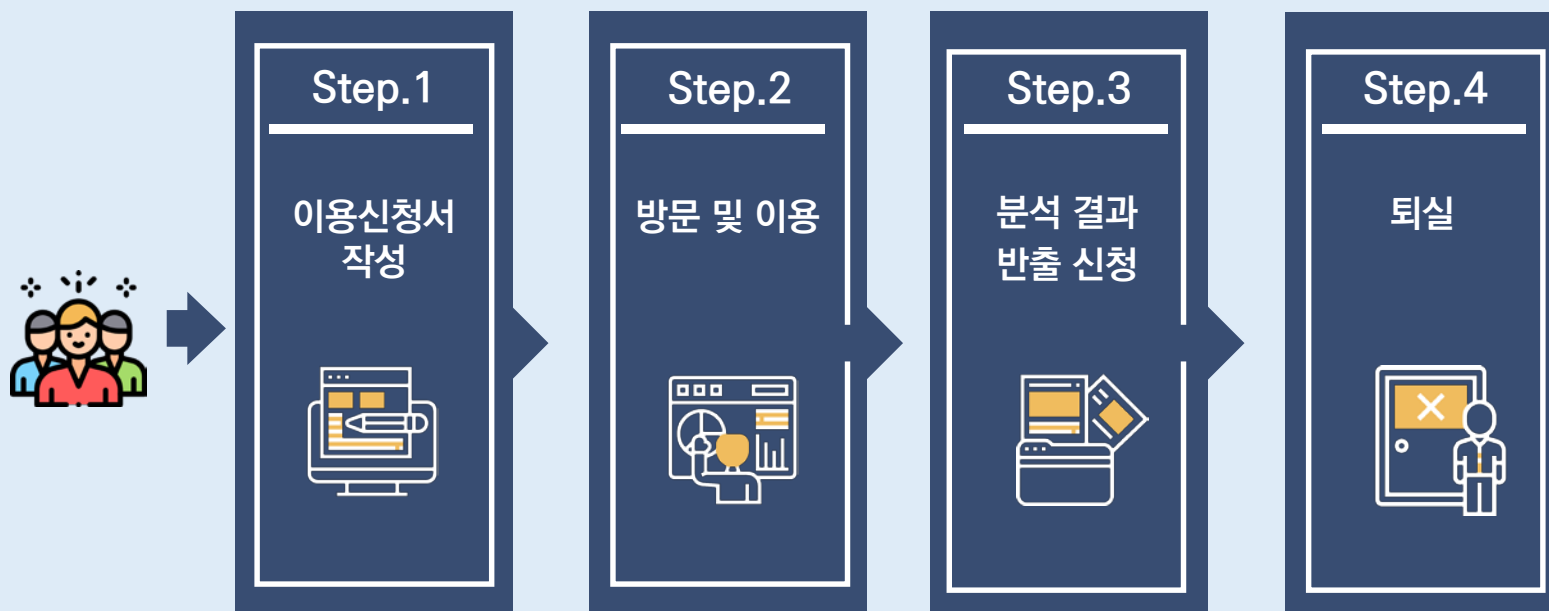 Step.1
이용신청서
작성
Step.2
방문 및 이용
Step.3
분석 결과
반출 신청
Step.4
퇴실